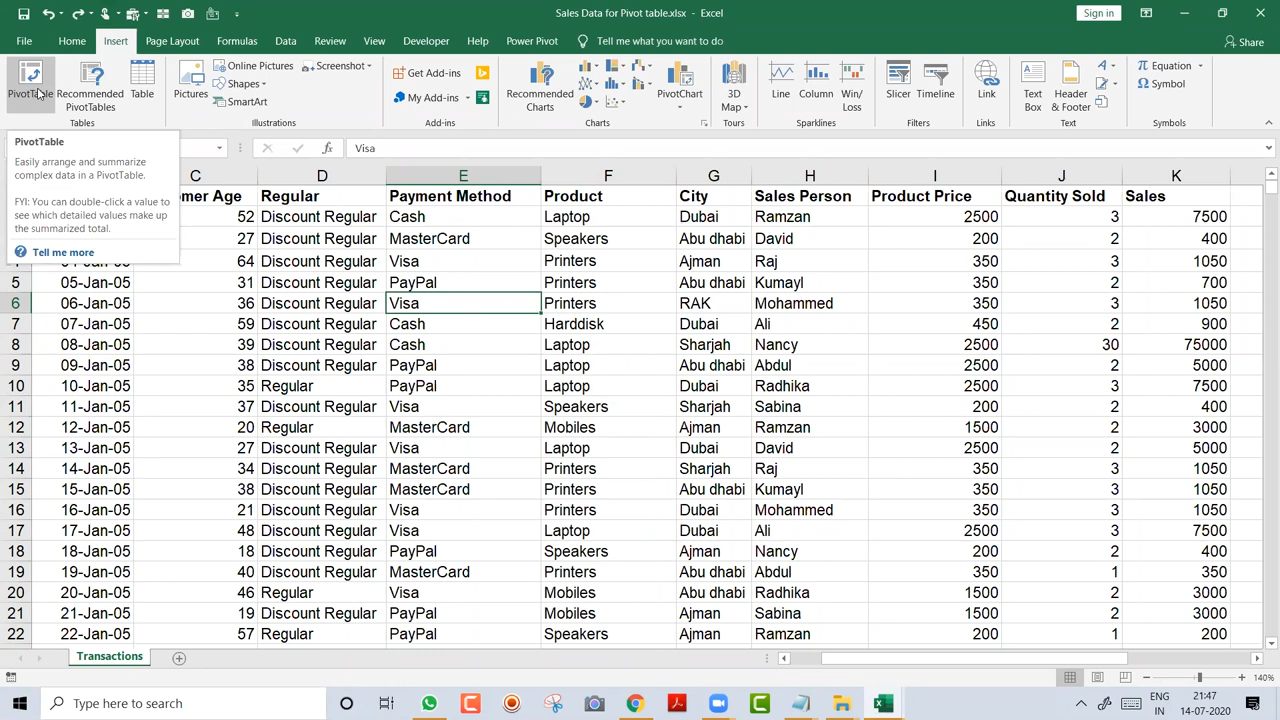 Sales Data for Pivot table.xlsx - Excel
Sign in
File Home Insert Page Layout Formulas Data Review View Developer Help Power Pivot Tell me what you want to do Share
PivotTable
Recommended PivotTables
Table
Tables
Pictures
Online Pictures
Shapes
SmartArt
Screenshot
Illustrations
Get Add-ins
My Add-ins
Add-ins
Recommended Charts
PivotChart
Charts
3D Map
Tours
Line
Column
Win/ Loss
Sparklines
Slicer
Timeline
Filters
Link
Links
Text Box
Header & Footer
Text
Equation
Symbol
Symbols
PivotTable
Easily arrange and summarize
complex data in a PivotTable.
FYI: You can double-click a value to
see which detailed values make up
the summarized total.
Tell me more
fx Visa
C D E F G H I J K
mer Age Regular Payment Method Product City Sales Person Product Price Quantity Sold Sales
52 Discount Regular Cash Laptop Dubai Ramzan 2500 3 7500
27 Discount Regular MasterCard Speakers Abu dhabi David 200 2 400
64 Discount Regular Visa Printers Ajman Raj 350 3 1050
5 05-Jan-05 31 Discount Regular PayPal Printers Abu dhabi Kumayl 350 2 700
6 06-Jan-05 36 Discount Regular Visa Printers RAK Mohammed 350 3 1050
7 07-Jan-05 59 Discount Regular Cash Harddisk Dubai Ali 450 2 900
8 08-Jan-05 39 Discount Regular Cash Laptop Sharjah Nancy 2500 30 75000
9 09-Jan-05 38 Discount Regular PayPal Laptop Abu dhabi Abdul 2500 2 5000
10 10-Jan-05 35 Regular PayPal Laptop Dubai Radhika 2500 3 7500
11 11-Jan-05 37 Discount Regular Visa Speakers Sharjah Sabina 200 2 400
12 12-Jan-05 20 Regular MasterCard Mobiles Ajman Ramzan 1500 2 3000
13 13-Jan-05 27 Discount Regular Visa Laptop Dubai David 2500 2 5000
14 14-Jan-05 34 Discount Regular MasterCard Printers Sharjah Raj 350 3 1050
15 15-Jan-05 38 Discount Regular MasterCard Printers Abu dhabi Kumayl 350 3 1050
16 16-Jan-05 21 Discount Regular Visa Printers Dubai Mohammed 350 3 1050
17 17-Jan-05 48 Discount Regular Visa Laptop Dubai Ali 2500 3 7500
18 18-Jan-05 18 Discount Regular PayPal Speakers Ajman Nancy 200 2 400
19 19-Jan-05 40 Discount Regular MasterCard Printers Abu dhabi Abdul 350 1 350
20 20-Jan-05 46 Regular Visa Mobiles Abu dhabi Radhika 1500 2 3000
21 21-Jan-05 19 Discount Regular PayPal Mobiles Ajman Sabina 1500 2 3000
22 22-Jan-05 57 Regular PayPal Speakers Ajman Ramzan 200 1 200
Transactions
140%
Type here to search
ENG
IN
21:47
14-07-2020